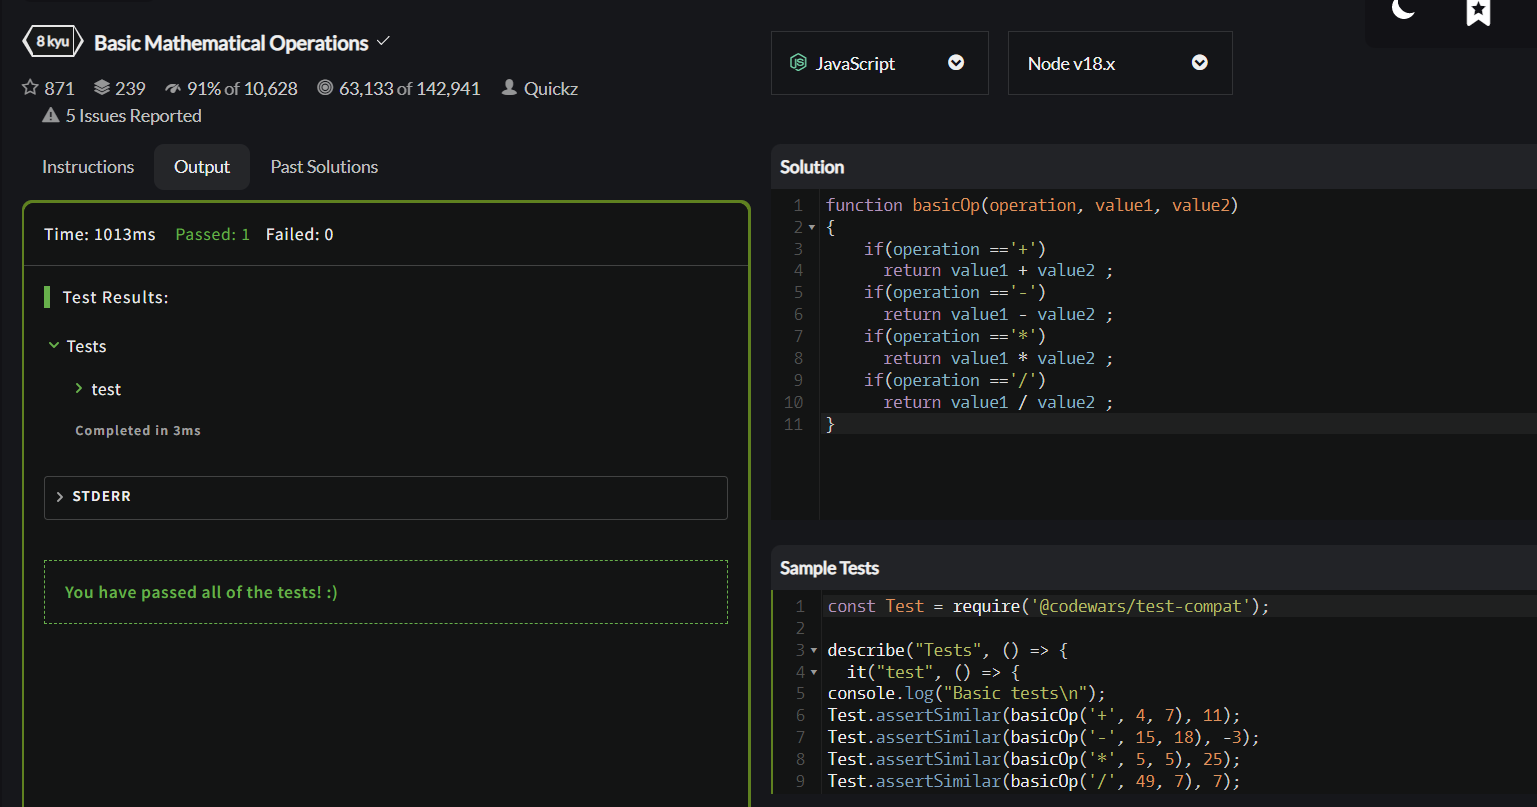 8 kyu Basic Mathematical Operations
871 239 91% of 10,628 63,133 of 142,941 Quickz
5 Issues Reported
Instructions Output Past Solutions
Time: 1013ms Passed: 1 Failed: 0
Test Results:
Tests
test
Completed in 3ms
STDERR
You have passed all of the tests! :)
JavaScript Node v18.x
Solution
1 function basicOp(operation, value1, value2)
2 {
3     if(operation =='+')
4       return value1 + value2 ;
5     if(operation =='-')
6       return value1 - value2 ;
7     if(operation =='*')
8       return value1 * value2 ;
9     if(operation =='/')
10       return value1 / value2 ;
11 }
Sample Tests
1 const Test = require('@codewars/test-compat');
2
3 describe("Tests", () => {
4   it("test", () => {
5 console.log("Basic tests\n");
6 Test.assertSimilar(basicOp('+', 4, 7), 11);
7 Test.assertSimilar(basicOp('-', 15, 18), -3);
8 Test.assertSimilar(basicOp('*', 5, 5), 25);
9 Test.assertSimilar(basicOp('/', 49, 7), 7);